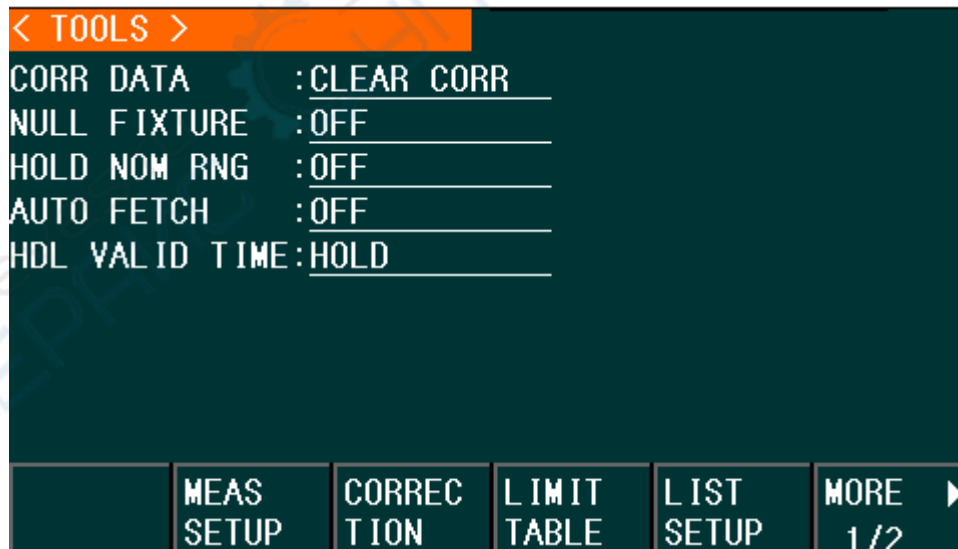 < TOOLS >
CORR DATA :CLEAR CORR
NULL FIXTURE :OFF
HOLD NOM RNG :OFF
AUTO FETCH :OFF
HDL VALID TIME:HOLD
MEAS SETUP
CORREC TION
LIMIT TABLE
LIST SETUP
MORE 1/2